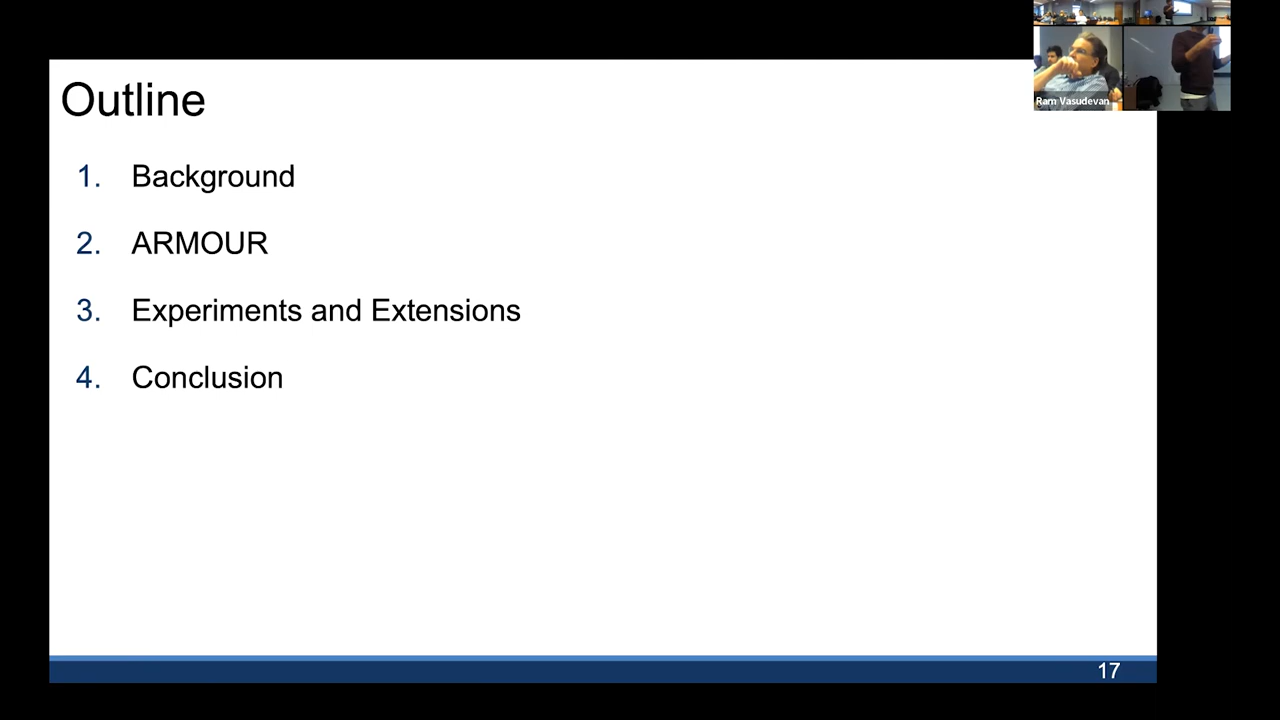 Outline
1. Background
2. ARMOUR
3. Experiments and Extensions
4. Conclusion
17
Ram Vasudevan